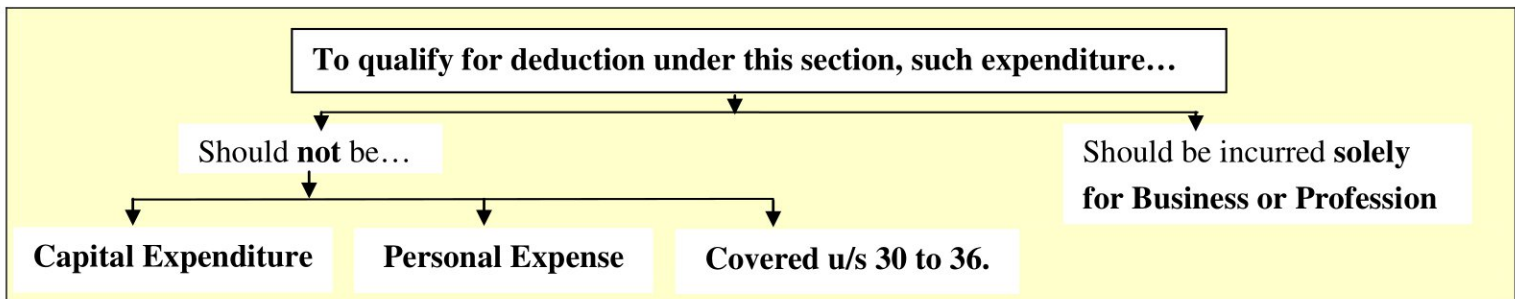 To qualify for deduction under this section, such expenditure…
Should not be…
Should be incurred solely
for Business or Profession
Capital Expenditure
Personal Expense
Covered u/s 30 to 36.